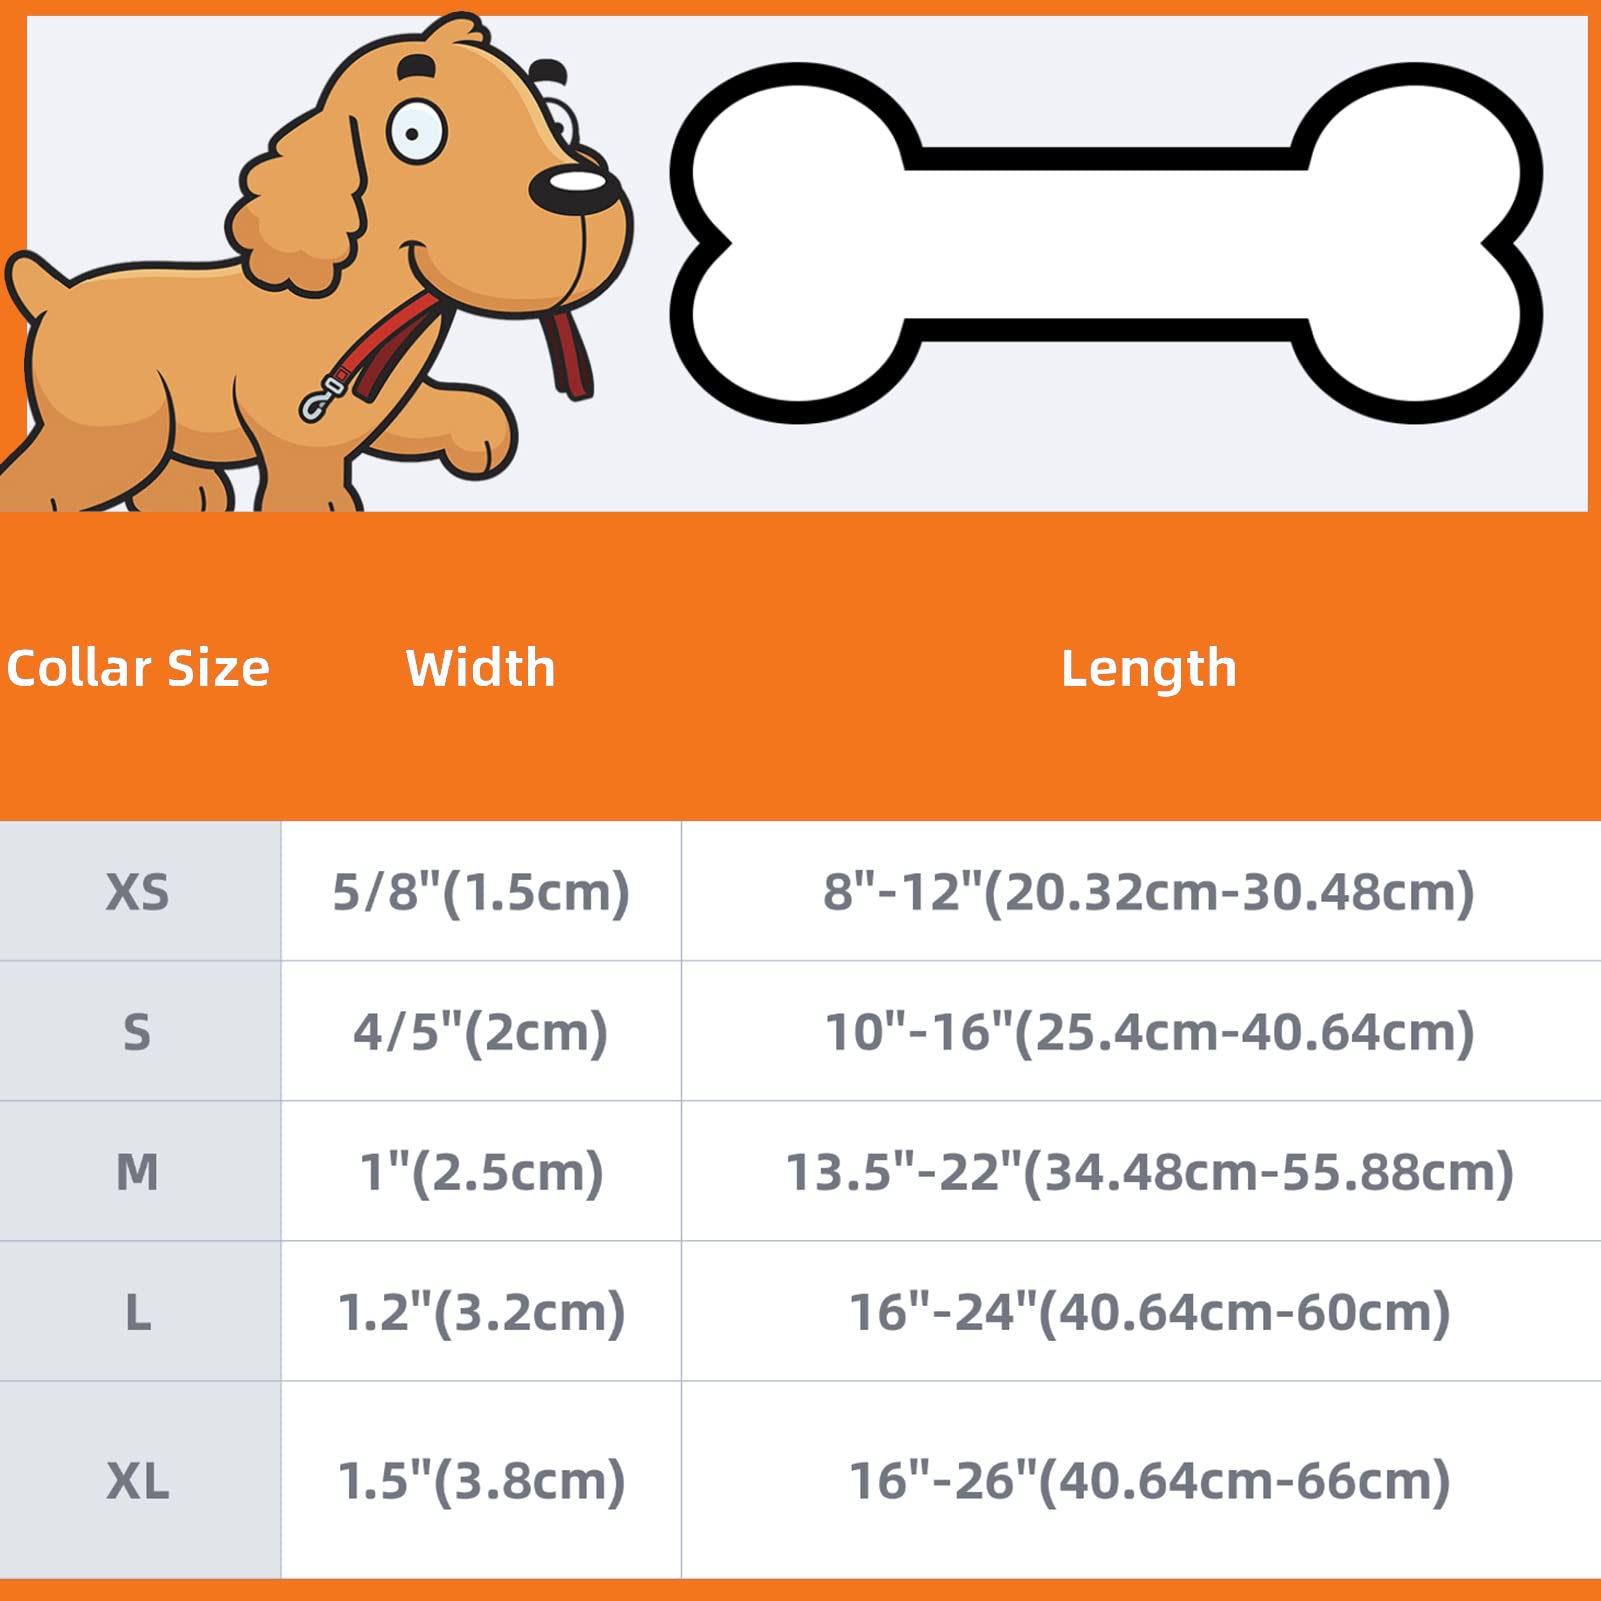 Collar Size Width Length
XS 5/8"(1.5cm) 8"-12"(20.32cm-30.48cm)
S 4/5"(2cm) 10"-16"(25.4cm-40.64cm)
M 1"(2.5cm) 13.5"-22"(34.48cm-55.88cm)
L 1.2"(3.2cm) 16"-24"(40.64cm-60cm)
XL 1.5"(3.8cm) 16"-26"(40.64cm-66cm)